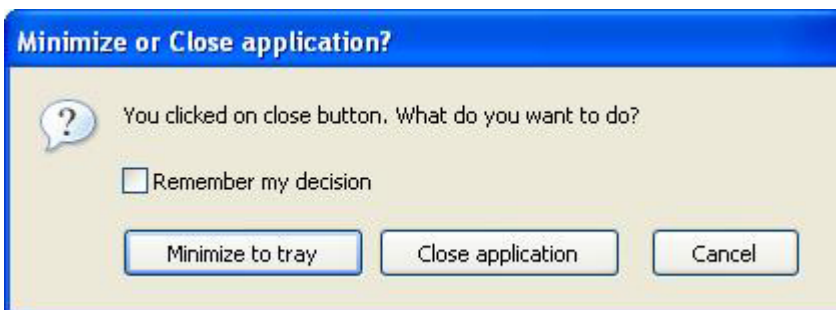 Minimize or Close application?
You clicked on close button. What do you want to do?
Remember my decision
Minimize to tray Close application Cancel